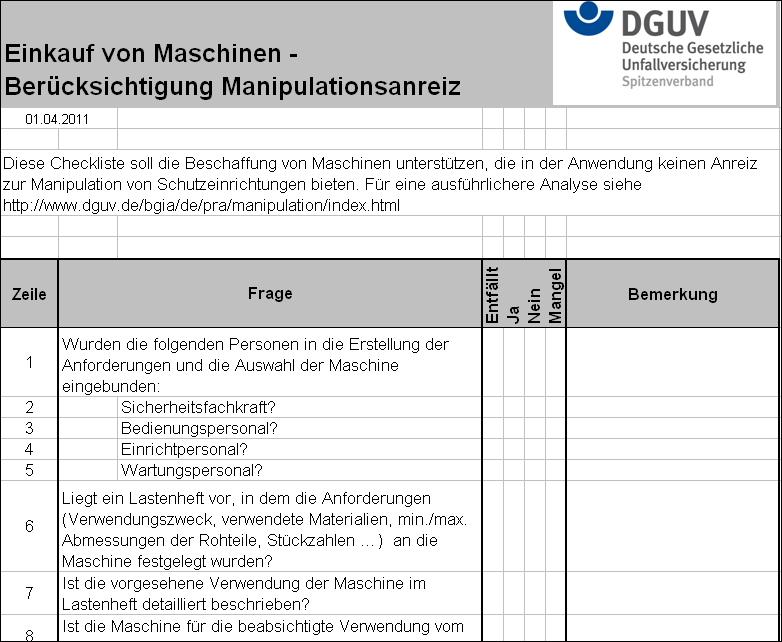 Einkauf von Maschinen -
Berücksichtigung Manipulationsanreiz
DGUV
Deutsche Gesetzliche
Unfallversicherung
Spitzenverband
01.04.2011
Diese Checkliste soll die Beschaffung von Maschinen unterstützen, die in der Anwendung keinen Anreiz
zur Manipulation von Schutzeinrichtungen bieten. Für eine ausführlichere Analyse siehe
http://www.dguv.de/bgia/de/pra/manipulation/index.html
Zeile Frage Entfällt Ja Nein Mangel Bemerkung
1 Wurden die folgenden Personen in die Erstellung der
Anforderungen und die Auswahl der Maschine
eingebunden:
2 Sicherheitsfachkraft?
3 Bedienungspersonal?
4 Einrichtpersonal?
5 Wartungspersonal?
6 Liegt ein Lastenheft vor, in dem die Anforderungen
(Verwendungszweck, verwendete Materialien, min./max.
Abmessungen der Rohteile, Stückzahlen ...) an die
Maschine festgelegt wurden?
7 Ist die vorgesehene Verwendung der Maschine im
Lastenheft detailliert beschrieben?
8 Ist die Maschine für die beabsichtigte Verwendung vom